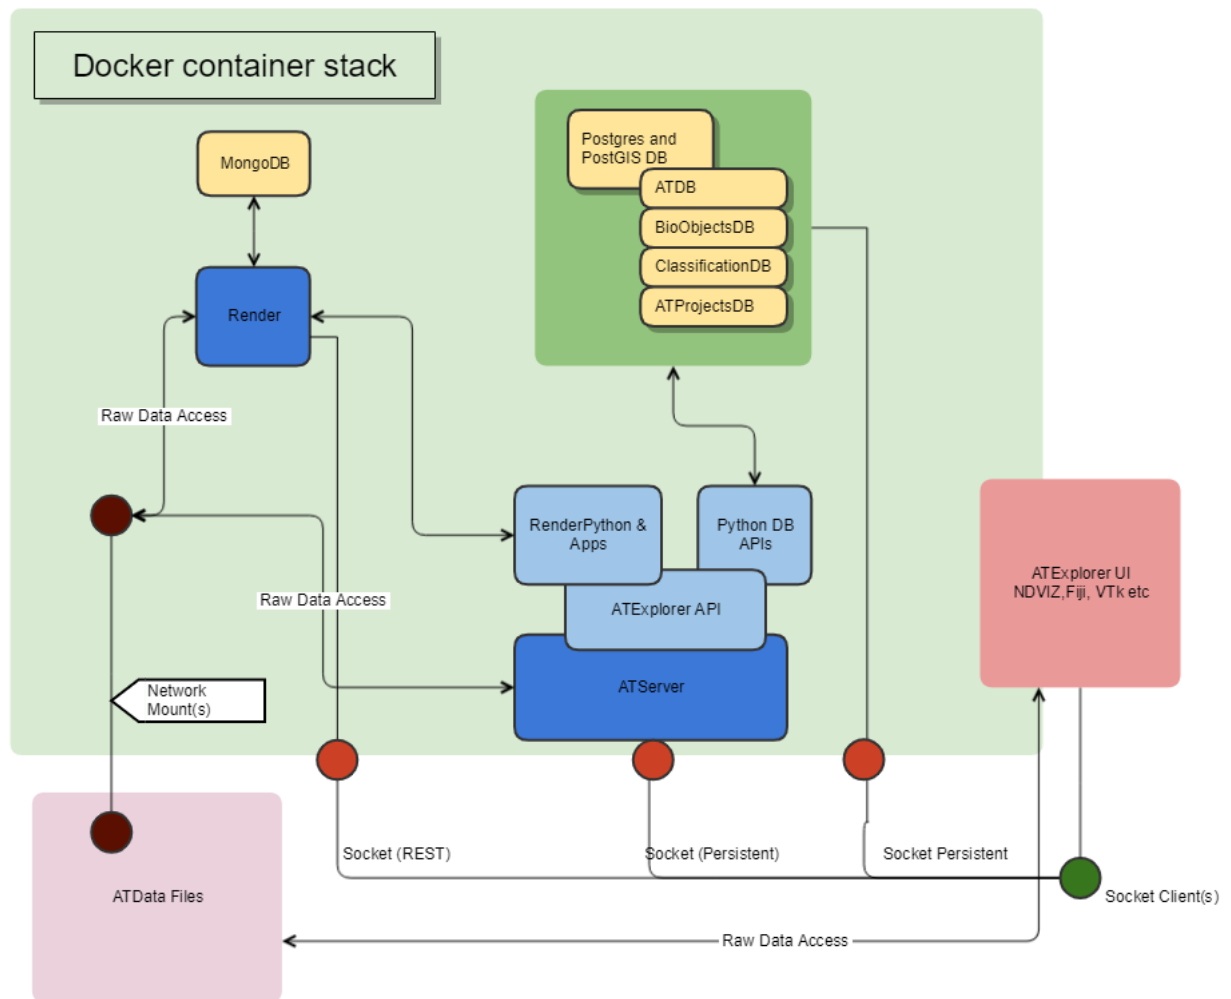 Docker container stack
MongoDB
Postgres and
PostGIS DB
ATDB
BioObjectsDB
ClassificationDB
ATProjectsDB
Render
Raw Data Access
RenderPython &
Apps
Python DB
APIs
ATExplorer UI
NDVIZ,Fiji, VTk etc
Raw Data Access
ATExplorer API
ATServer
Network
Mount(s)
Socket (REST)
Socket (Persistent)
Socket Persistent
ATData Files
Socket Client(s)
Raw Data Access